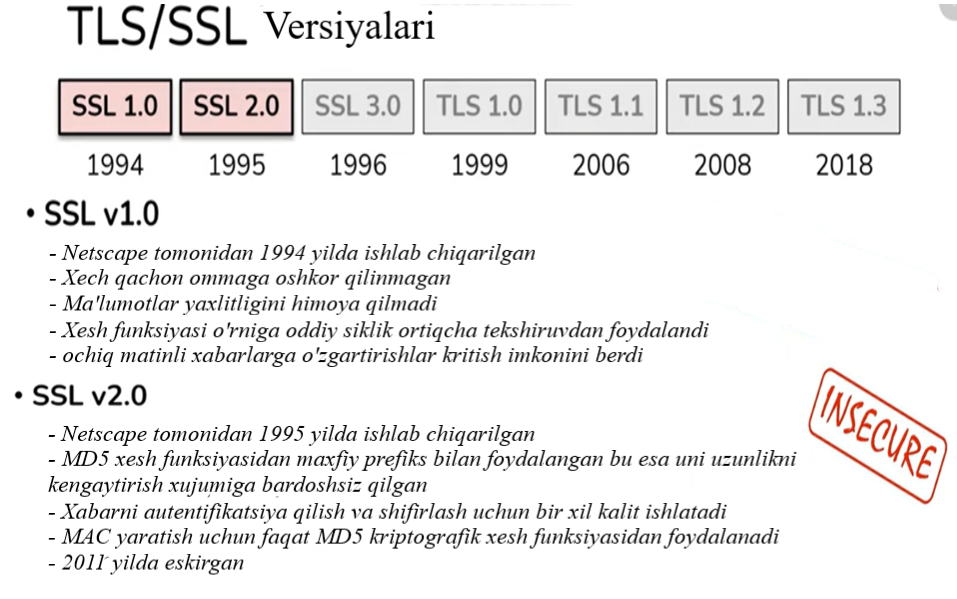 TLS/SSL Versiyalari
SSL 1.0 SSL 2.0 SSL 3.0 TLS 1.0 TLS 1.1 TLS 1.2 TLS 1.3
1994 1995 1996 1999 2006 2008 2018
• SSL v1.0
- Netscape tomonidan 1994 yilda ishlab chiqarilgan
- Xech qachon ommaga oshkor qilinmagan
- Ma'lumotlar yaxlitligini himoya qilmadi
- Xesh funksiyasi o'rniga oddiy siklik ortiqcha tekshiruvdan foydalandi
- ochiq matinli xabarlarga o'zgartirishlar kritish imkonini berdi
• SSL v2.0
- Netscape tomonidan 1995 yilda ishlab chiqarilgan
- MD5 xesh funksiyasidan maxfiy prefiks bilan foydalangan bu esa uni uzunlikni
kengaytirish xujumiga bardoshsiz qilgan
- Xabarni autentifikatsiya qilish va shifirlash uchun bir xil kalit ishlatadi
- MAC yaratish uchun faqat MD5 kriptografik xesh funksiyasidan foydalanadi
- 2011 yilda eskirgan
INSECURE